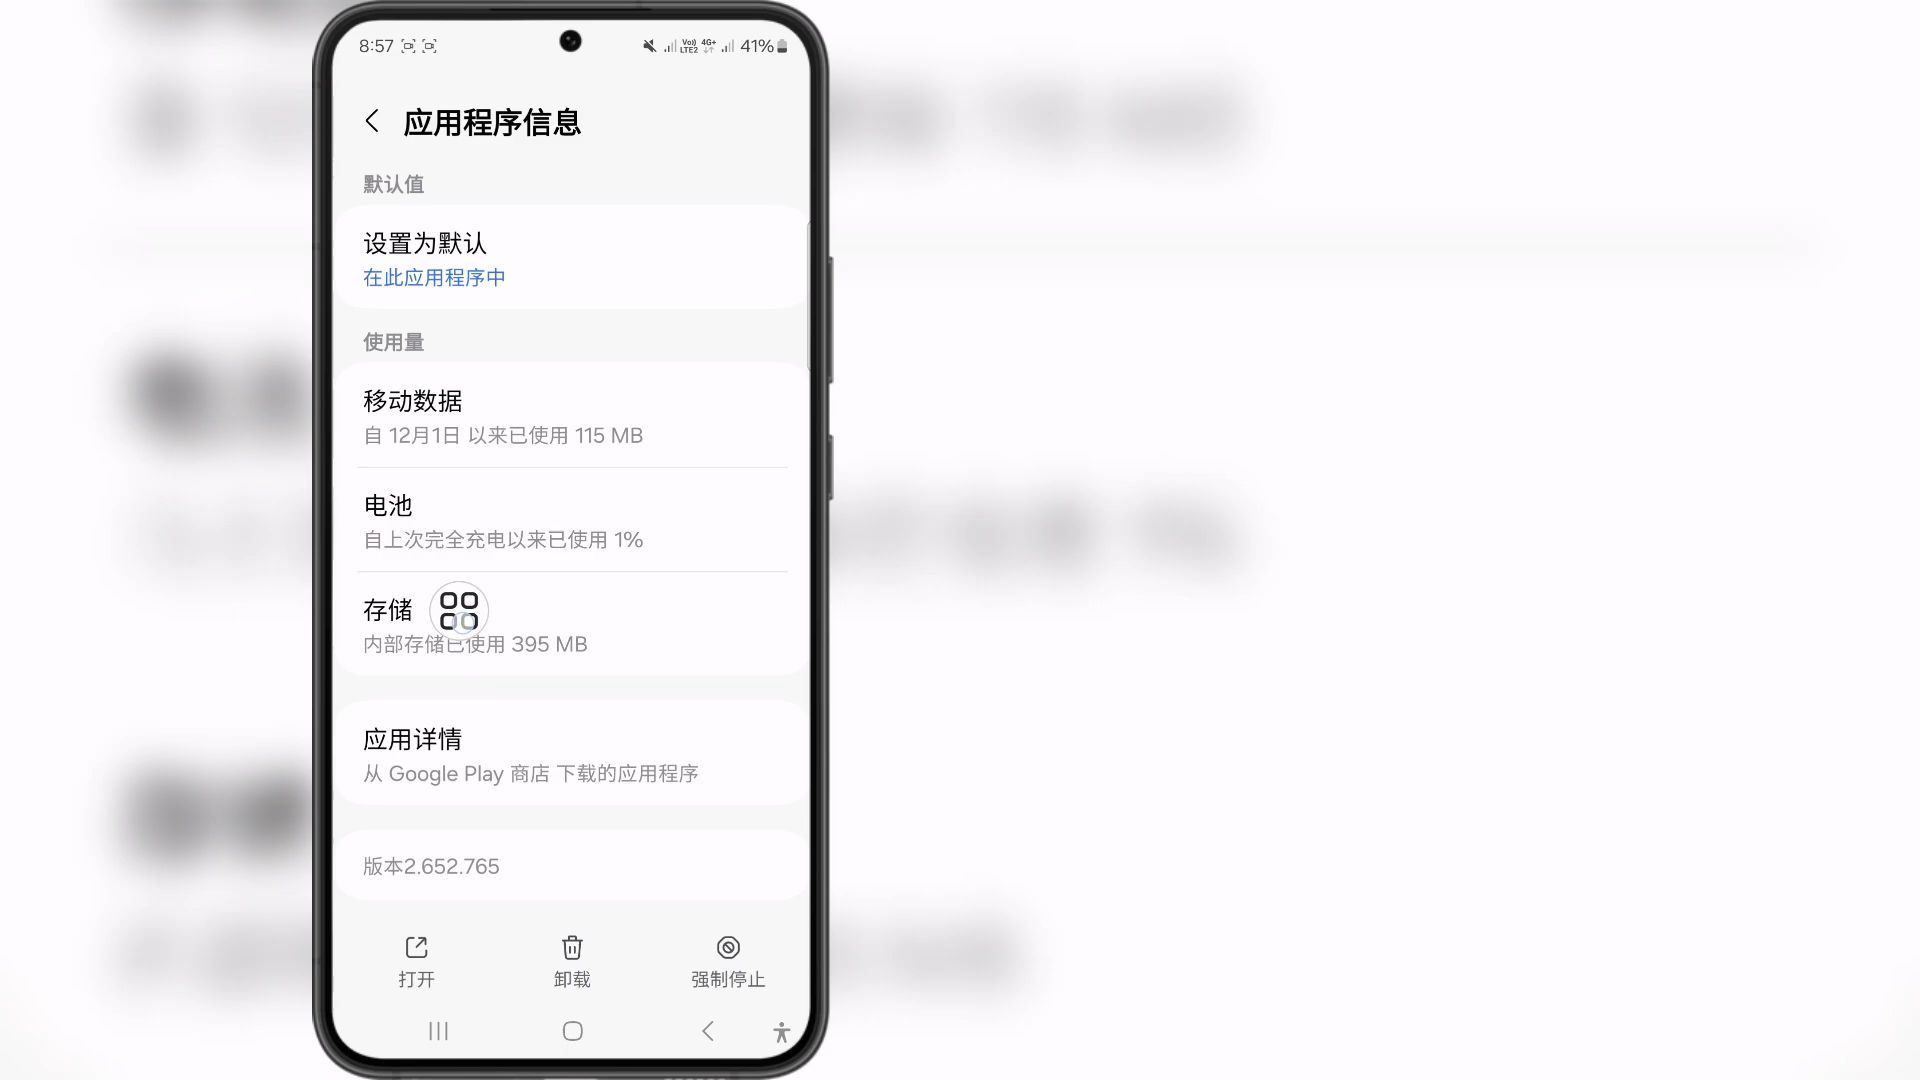 8:57
Vo)) LTE2 4G+ 41%
应用程序信息
默认值
设置为默认
在此应用程序中
使用量
移动数据
自 12月1日 以来已使用 115 MB
电池
自上次完全充电以来已使用 1%
存储
内部存储已使用 395 MB
应用详情
从 Google Play 商店 下载的应用程序
版本2.652.765
打开
卸载
强制停止